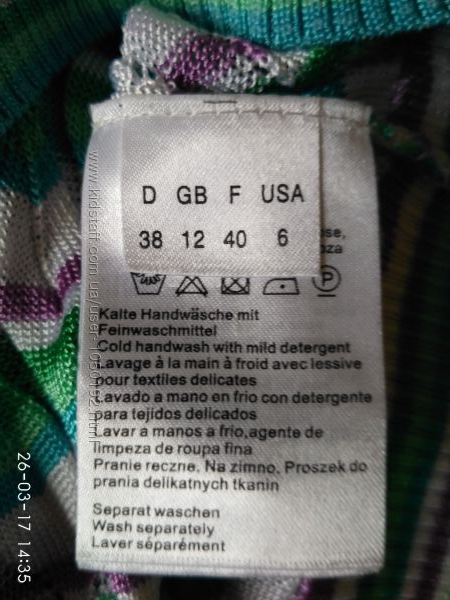 D GB F USA
38 12 40 6
P
Kalte Handwäsche mit
Feinwaschmittel
Cold handwash with mild detergent
Lavage à la main à froid avec lessive
pour textiles delicates
Lavado a mano en frio con detergente
para tejidos delicados
Lavar a manos a frio,agente de
limpeza de roupa fina
Pranie reczne. Na zimno. Proszek do
prania delikatnych tkanin
Separat waschen
Wash separately
Laver séparément
26-03-17 14:35